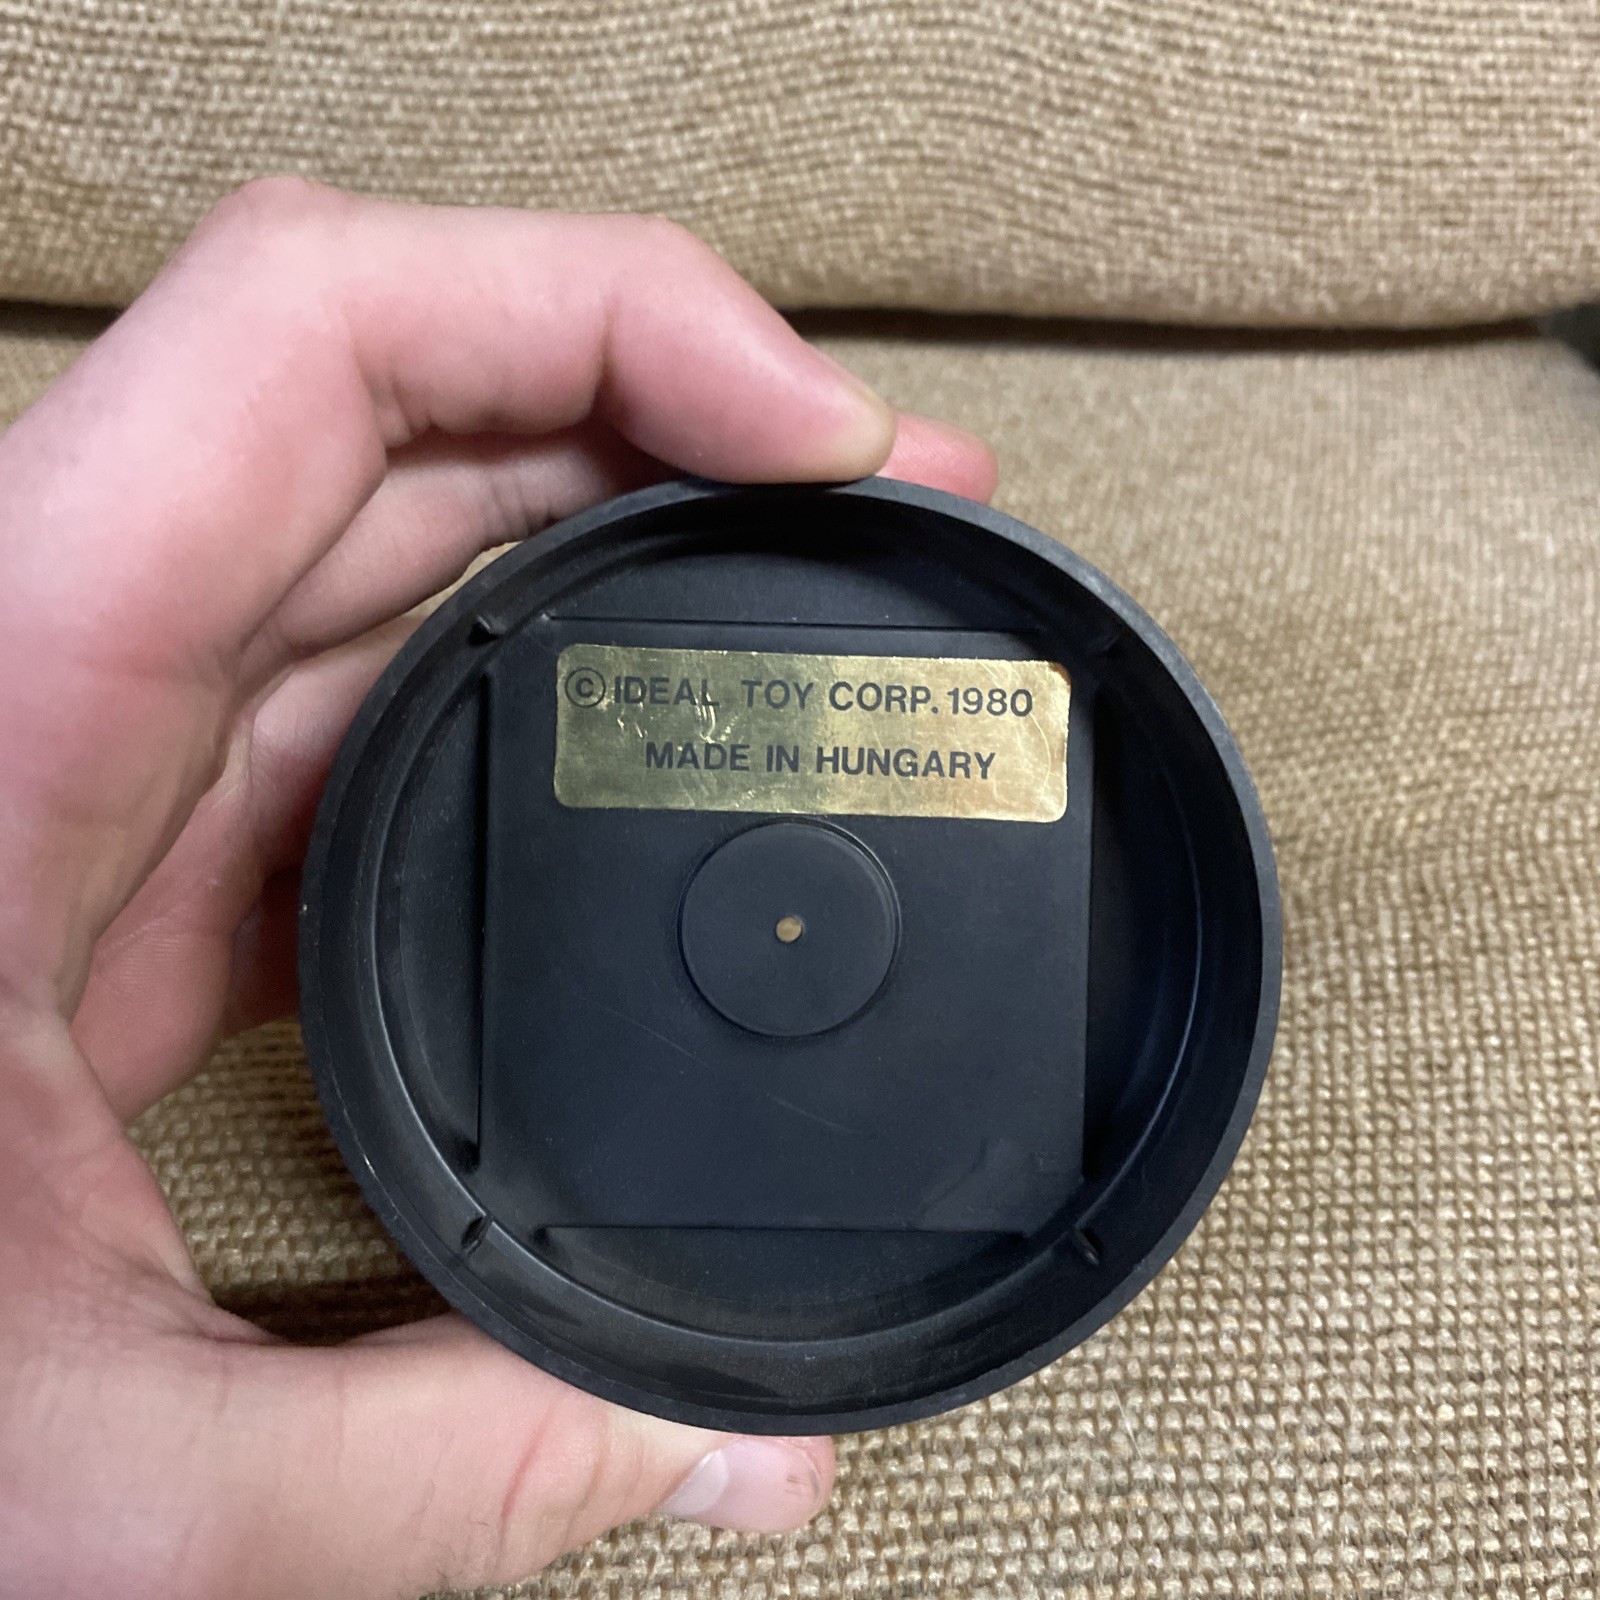 ©IDEAL TOY CORP. 1980
MADE IN HUNGARY